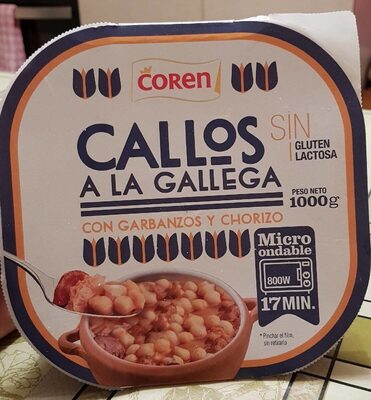 COREN
CALLOS
A LA GALLEGA
CON GARBANZOS Y CHORIZO
SIN
GLUTEN
LACTOSA
PESO NETO
1000g
Micro
ondable
800W
17 MIN.
* Pinchar el film,
sin retirarlo